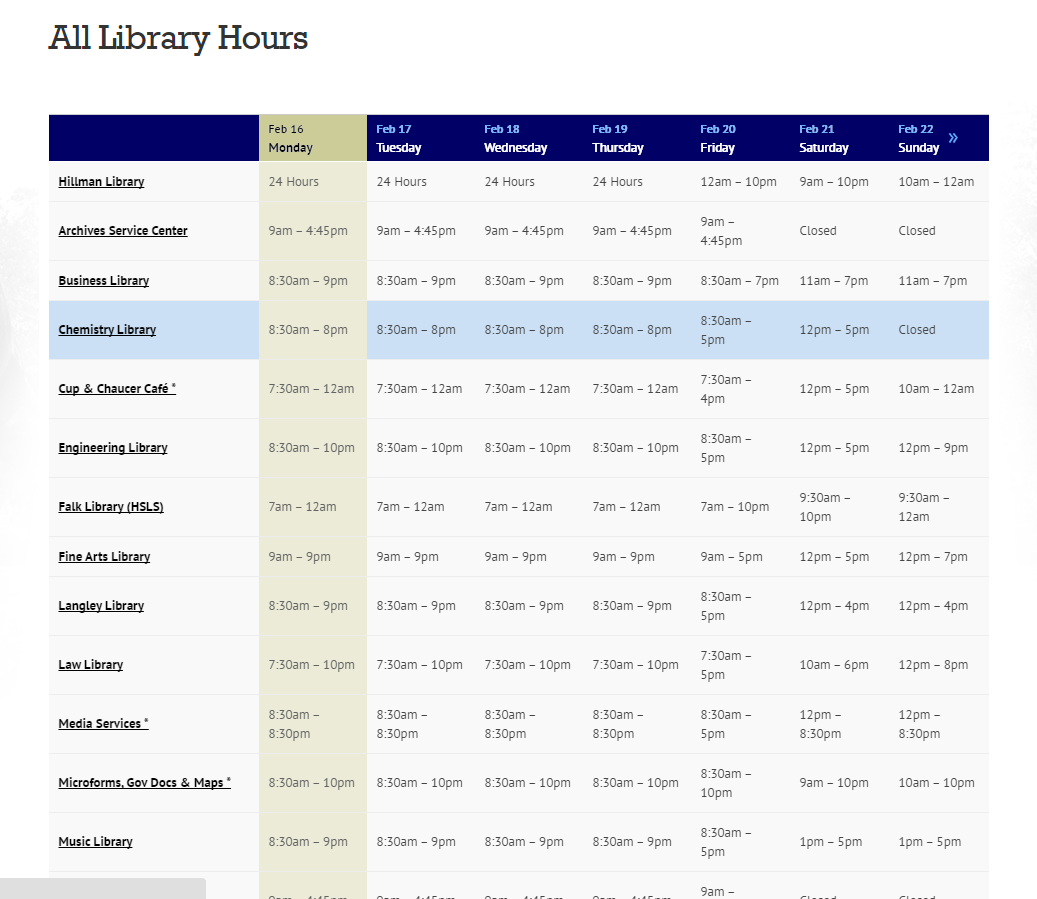 All Library Hours
Feb 16 Feb 17 Feb 18 Feb 19 Feb 20 Feb 21 Feb 22 »
Monday Tuesday Wednesday Thursday Friday Saturday Sunday
Hillman Library 24 Hours 24 Hours 24 Hours 24 Hours 12am – 10pm 9am – 10pm 10am – 12am
Archives Service Center 9am – 4:45pm 9am – 4:45pm 9am – 4:45pm 9am – 4:45pm 9am – 4:45pm Closed Closed
Business Library 8:30am – 9pm 8:30am – 9pm 8:30am – 9pm 8:30am – 9pm 8:30am – 7pm 11am – 7pm 11am – 7pm
Chemistry Library 8:30am – 8pm 8:30am – 8pm 8:30am – 8pm 8:30am – 8pm 8:30am – 5pm 12pm – 5pm Closed
Cup & Chaucer Café * 7:30am – 12am 7:30am – 12am 7:30am – 12am 7:30am – 12am 7:30am – 4pm 12pm – 5pm 10am – 12am
Engineering Library 8:30am – 10pm 8:30am – 10pm 8:30am – 10pm 8:30am – 10pm 8:30am – 5pm 12pm – 5pm 12pm – 9pm
Falk Library (HSLS) 7am – 12am 7am – 12am 7am – 12am 7am – 12am 7am – 10pm 9:30am – 10pm 9:30am – 12am
Fine Arts Library 9am – 9pm 9am – 9pm 9am – 9pm 9am – 9pm 9am – 5pm 12pm – 5pm 12pm – 7pm
Langley Library 8:30am – 9pm 8:30am – 9pm 8:30am – 9pm 8:30am – 9pm 8:30am – 5pm 12pm – 4pm 12pm – 4pm
Law Library 7:30am – 10pm 7:30am – 10pm 7:30am – 10pm 7:30am – 10pm 7:30am – 5pm 10am – 6pm 12pm – 8pm
Media Services * 8:30am – 8:30pm 8:30am – 8:30pm 8:30am – 8:30pm 8:30am – 8:30pm 8:30am – 5pm 12pm – 8:30pm 12pm – 8:30pm
Microforms, Gov Docs & Maps * 8:30am – 10pm 8:30am – 10pm 8:30am – 10pm 8:30am – 10pm 8:30am – 10pm 9am – 10pm 10am – 10pm
Music Library 8:30am – 9pm 8:30am – 9pm 8:30am – 9pm 8:30am – 9pm 8:30am – 5pm 1pm – 5pm 1pm – 5pm
9am –